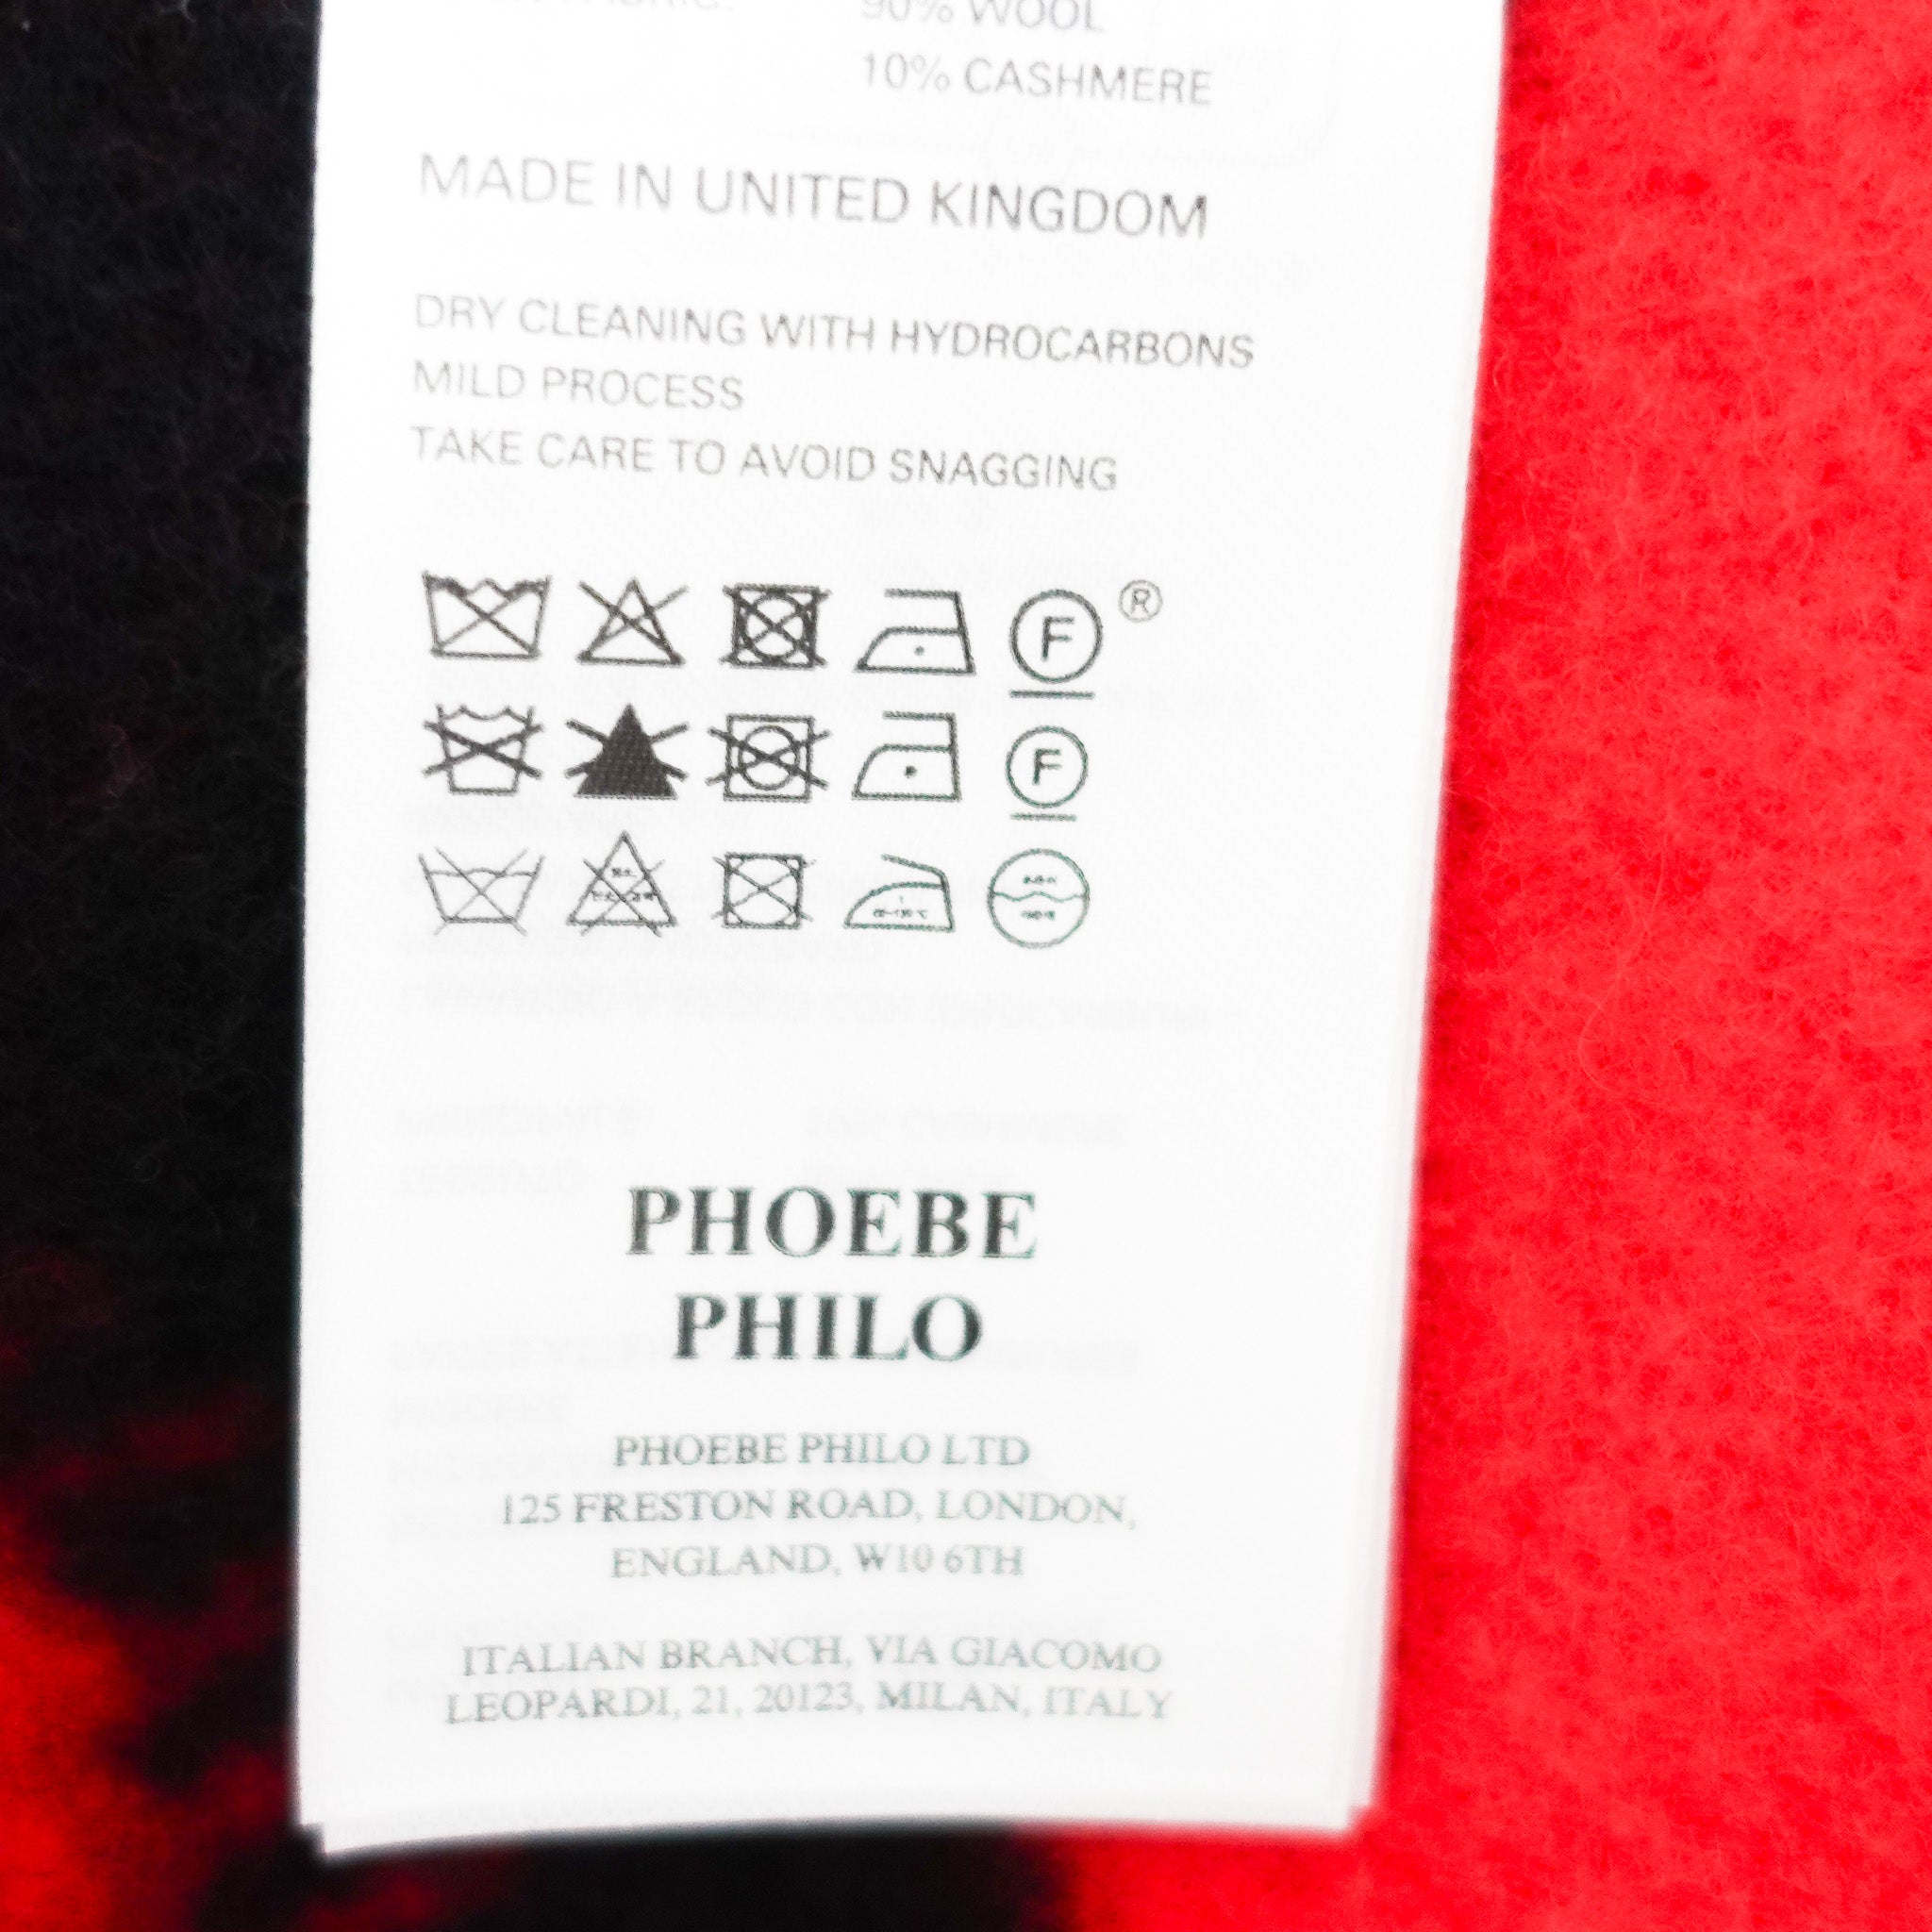 90% WOOL
10% CASHMERE
MADE IN UNITED KINGDOM
DRY CLEANING WITH HYDROCARBONS
MILD PROCESS
TAKE CARE TO AVOID SNAGGING
F ®
F
PHOEBE
PHILO
PHOEBE PHILO LTD
125 FRESTON ROAD, LONDON,
ENGLAND, W10 6TH
ITALIAN BRANCH, VIA GIACOMO
LEOPARDI, 21, 20123, MILAN, ITALY